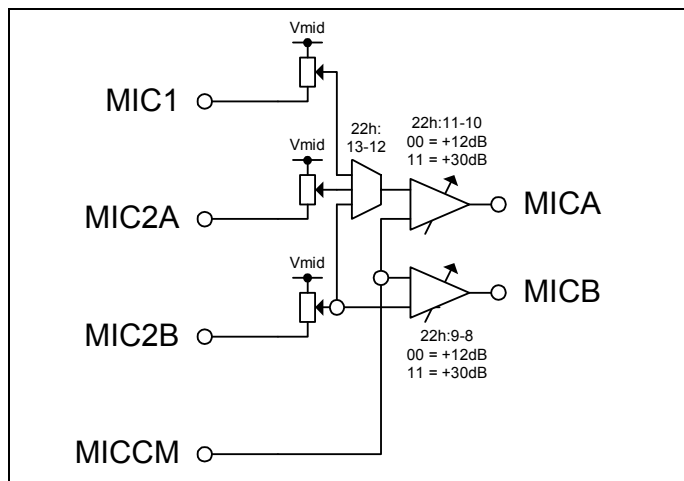 Vmid
MIC1
22h:
13-12
22h:11-10
00 = +12dB
11 = +30dB
Vmid
MIC2A
MICA
Vmid
MIC2B
MICB
22h:9-8
00 = +12dB
11 = +30dB
MICCM